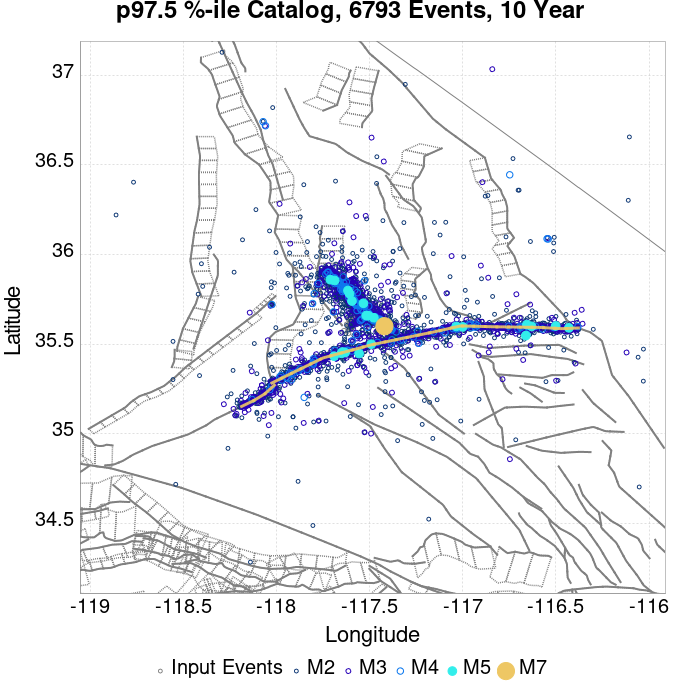 p97.5 %-ile Catalog, 6793 Events, 10 Year
37
36.5
36
35.5
35
34.5
Latitude
-119 -118.5 -118 -117.5 -117 -116.5 -116
Longitude
Input Events M2 M3 M4 M5 M7